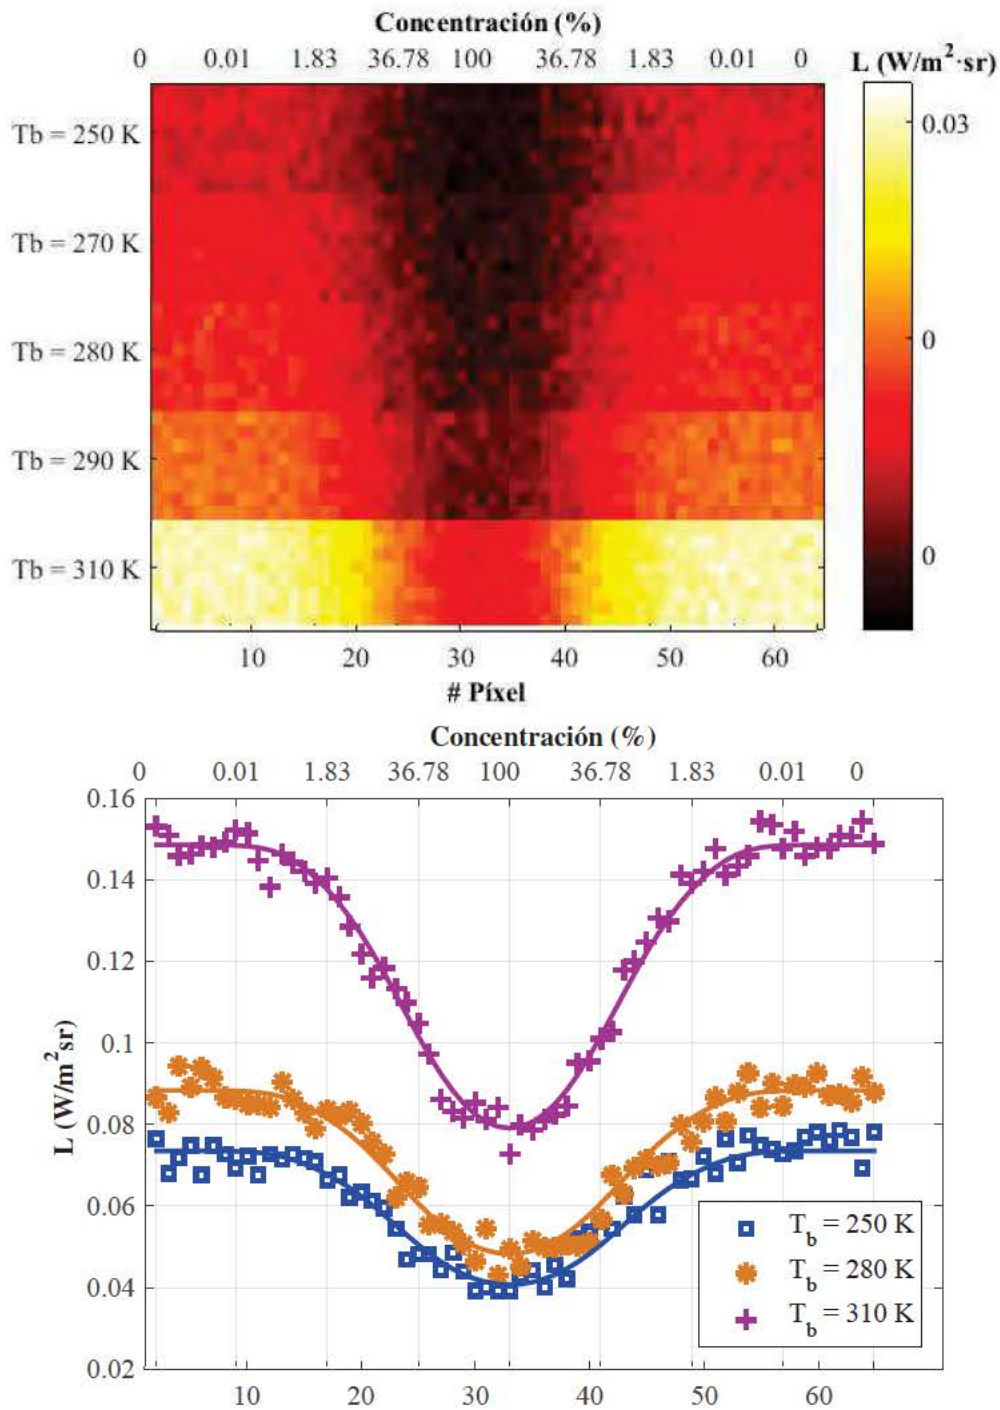 Concentración (%)
0 0.01 1.83 36.78 100 36.78 1.83 0.01 0
L (W/m²·sr)
Tb = 250 K
Tb = 270 K
Tb = 280 K
Tb = 290 K
Tb = 310 K
0.03
0
0
10 20 30 40 50 60
# Píxel
Concentración (%)
0 0.01 1.83 36.78 100 36.78 1.83 0.01 0
L (W/m²sr)
0.16
0.14
0.12
0.1
0.08
0.06
0.04
0.02
T_b = 250 K
T_b = 280 K
T_b = 310 K
10 20 30 40 50 60